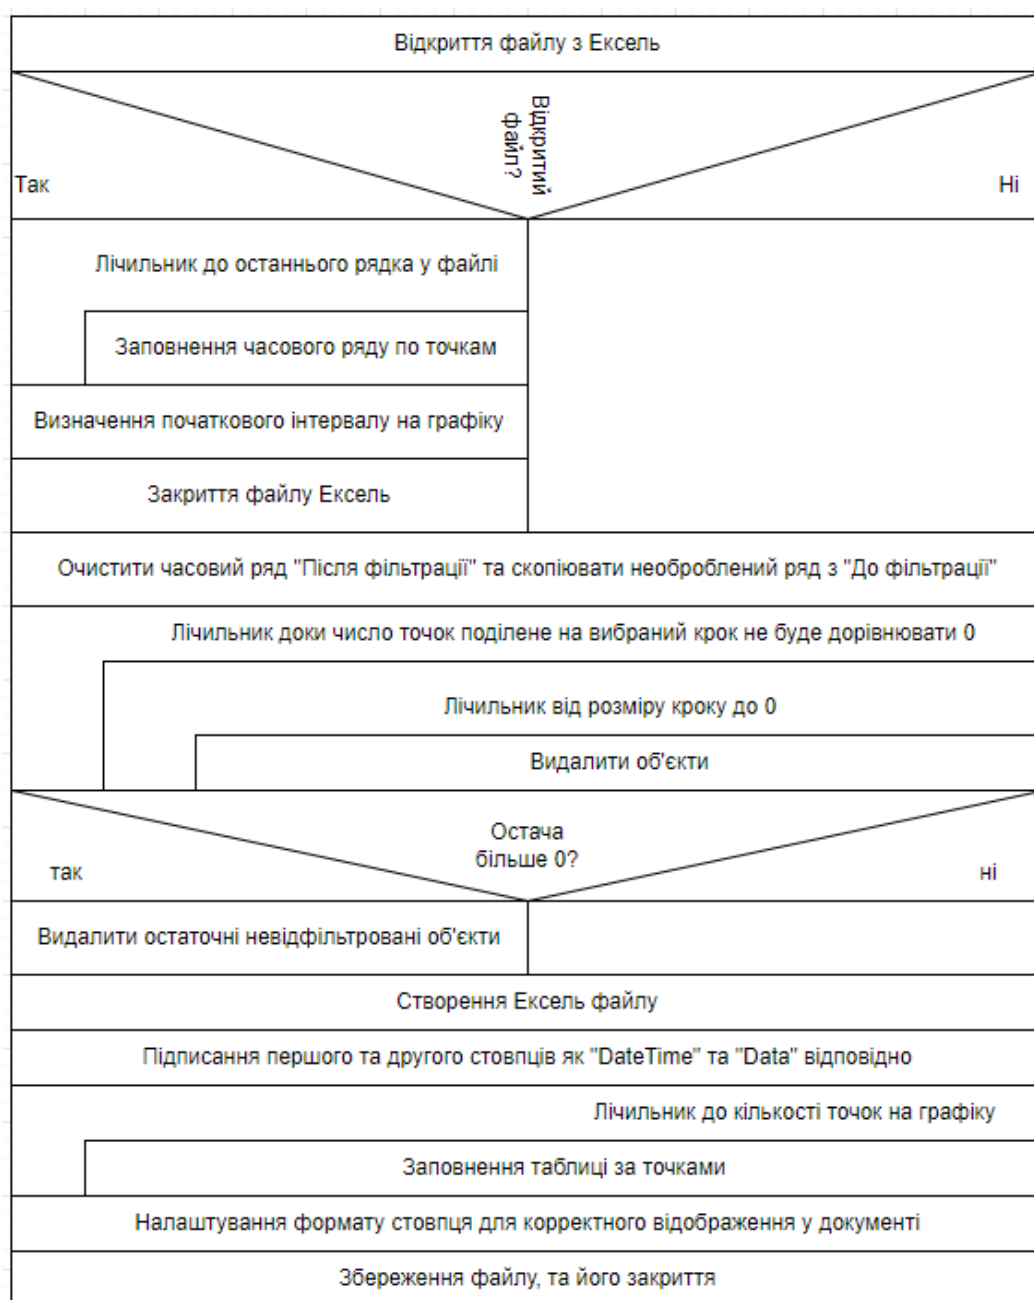 Відкриття файлу з Ексель
Відкритий
файл?
Так
Ні
Лічильник до останнього рядка у файлі
Заповнення часового ряду по точкам
Визначення початкового інтервалу на графіку
Закриття файлу Ексель
Очистити часовий ряд "Після фільтрації" та скопіювати необроблений ряд з "До фільтрації"
Лічильник доки число точок поділене на вибраний крок не буде дорівнювати 0
Лічильник від розміру кроку до 0
Видалити об'єкти
Остача
більше 0?
так
ні
Видалити остаточні невідфільтровані об'єкти
Створення Ексель файлу
Підписання першого та другого стовпців як "DateTime" та "Data" відповідно
Лічильник до кількості точок на графіку
Заповнення таблиці за точками
Налаштування формату стовпця для корректного відображення у документі
Збереження файлу, та його закриття